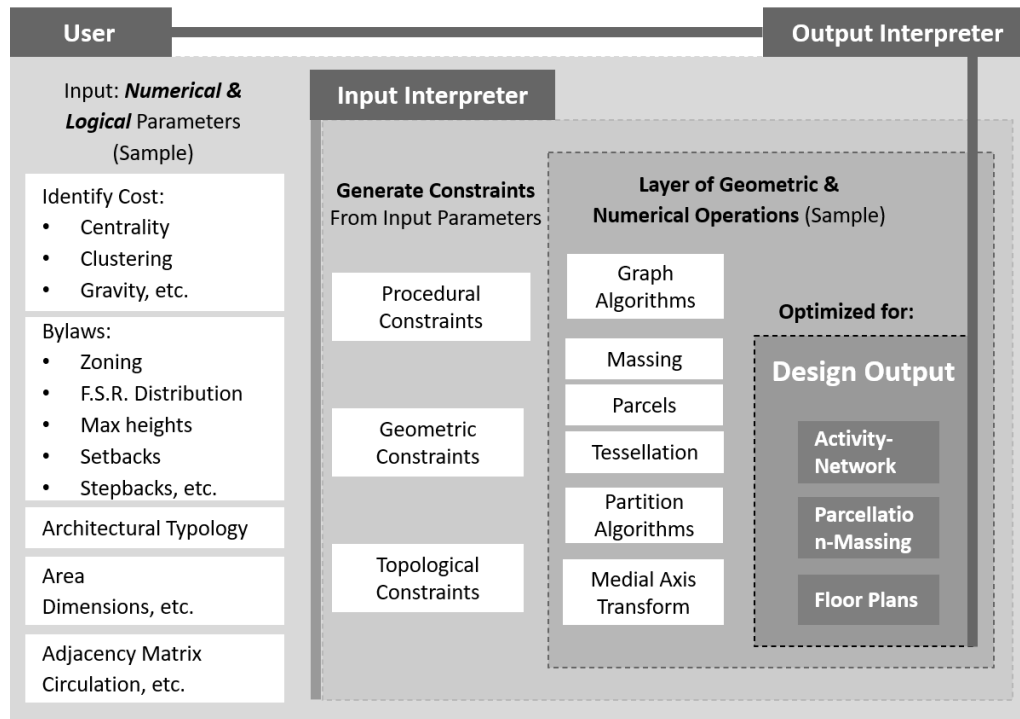 User
Output Interpreter
Input: Numerical &
Logical Parameters
(Sample)
Identify Cost:
• Centrality
• Clustering
• Gravity, etc.
Bylaws:
• Zoning
• F.S.R. Distribution
• Max heights
• Setbacks
• Stepbacks, etc.
Architectural Typology
Area
Dimensions, etc.
Adjacency Matrix
Circulation, etc.
Input Interpreter
Generate Constraints
From Input Parameters
Procedural
Constraints
Geometric
Constraints
Topological
Constraints
Layer of Geometric &
Numerical Operations (Sample)
Graph
Algorithms
Massing
Parcels
Tessellation
Partition
Algorithms
Medial Axis
Transform
Optimized for:
Design Output
Activity-
Network
Parcellatio
n-Massing
Floor Plans